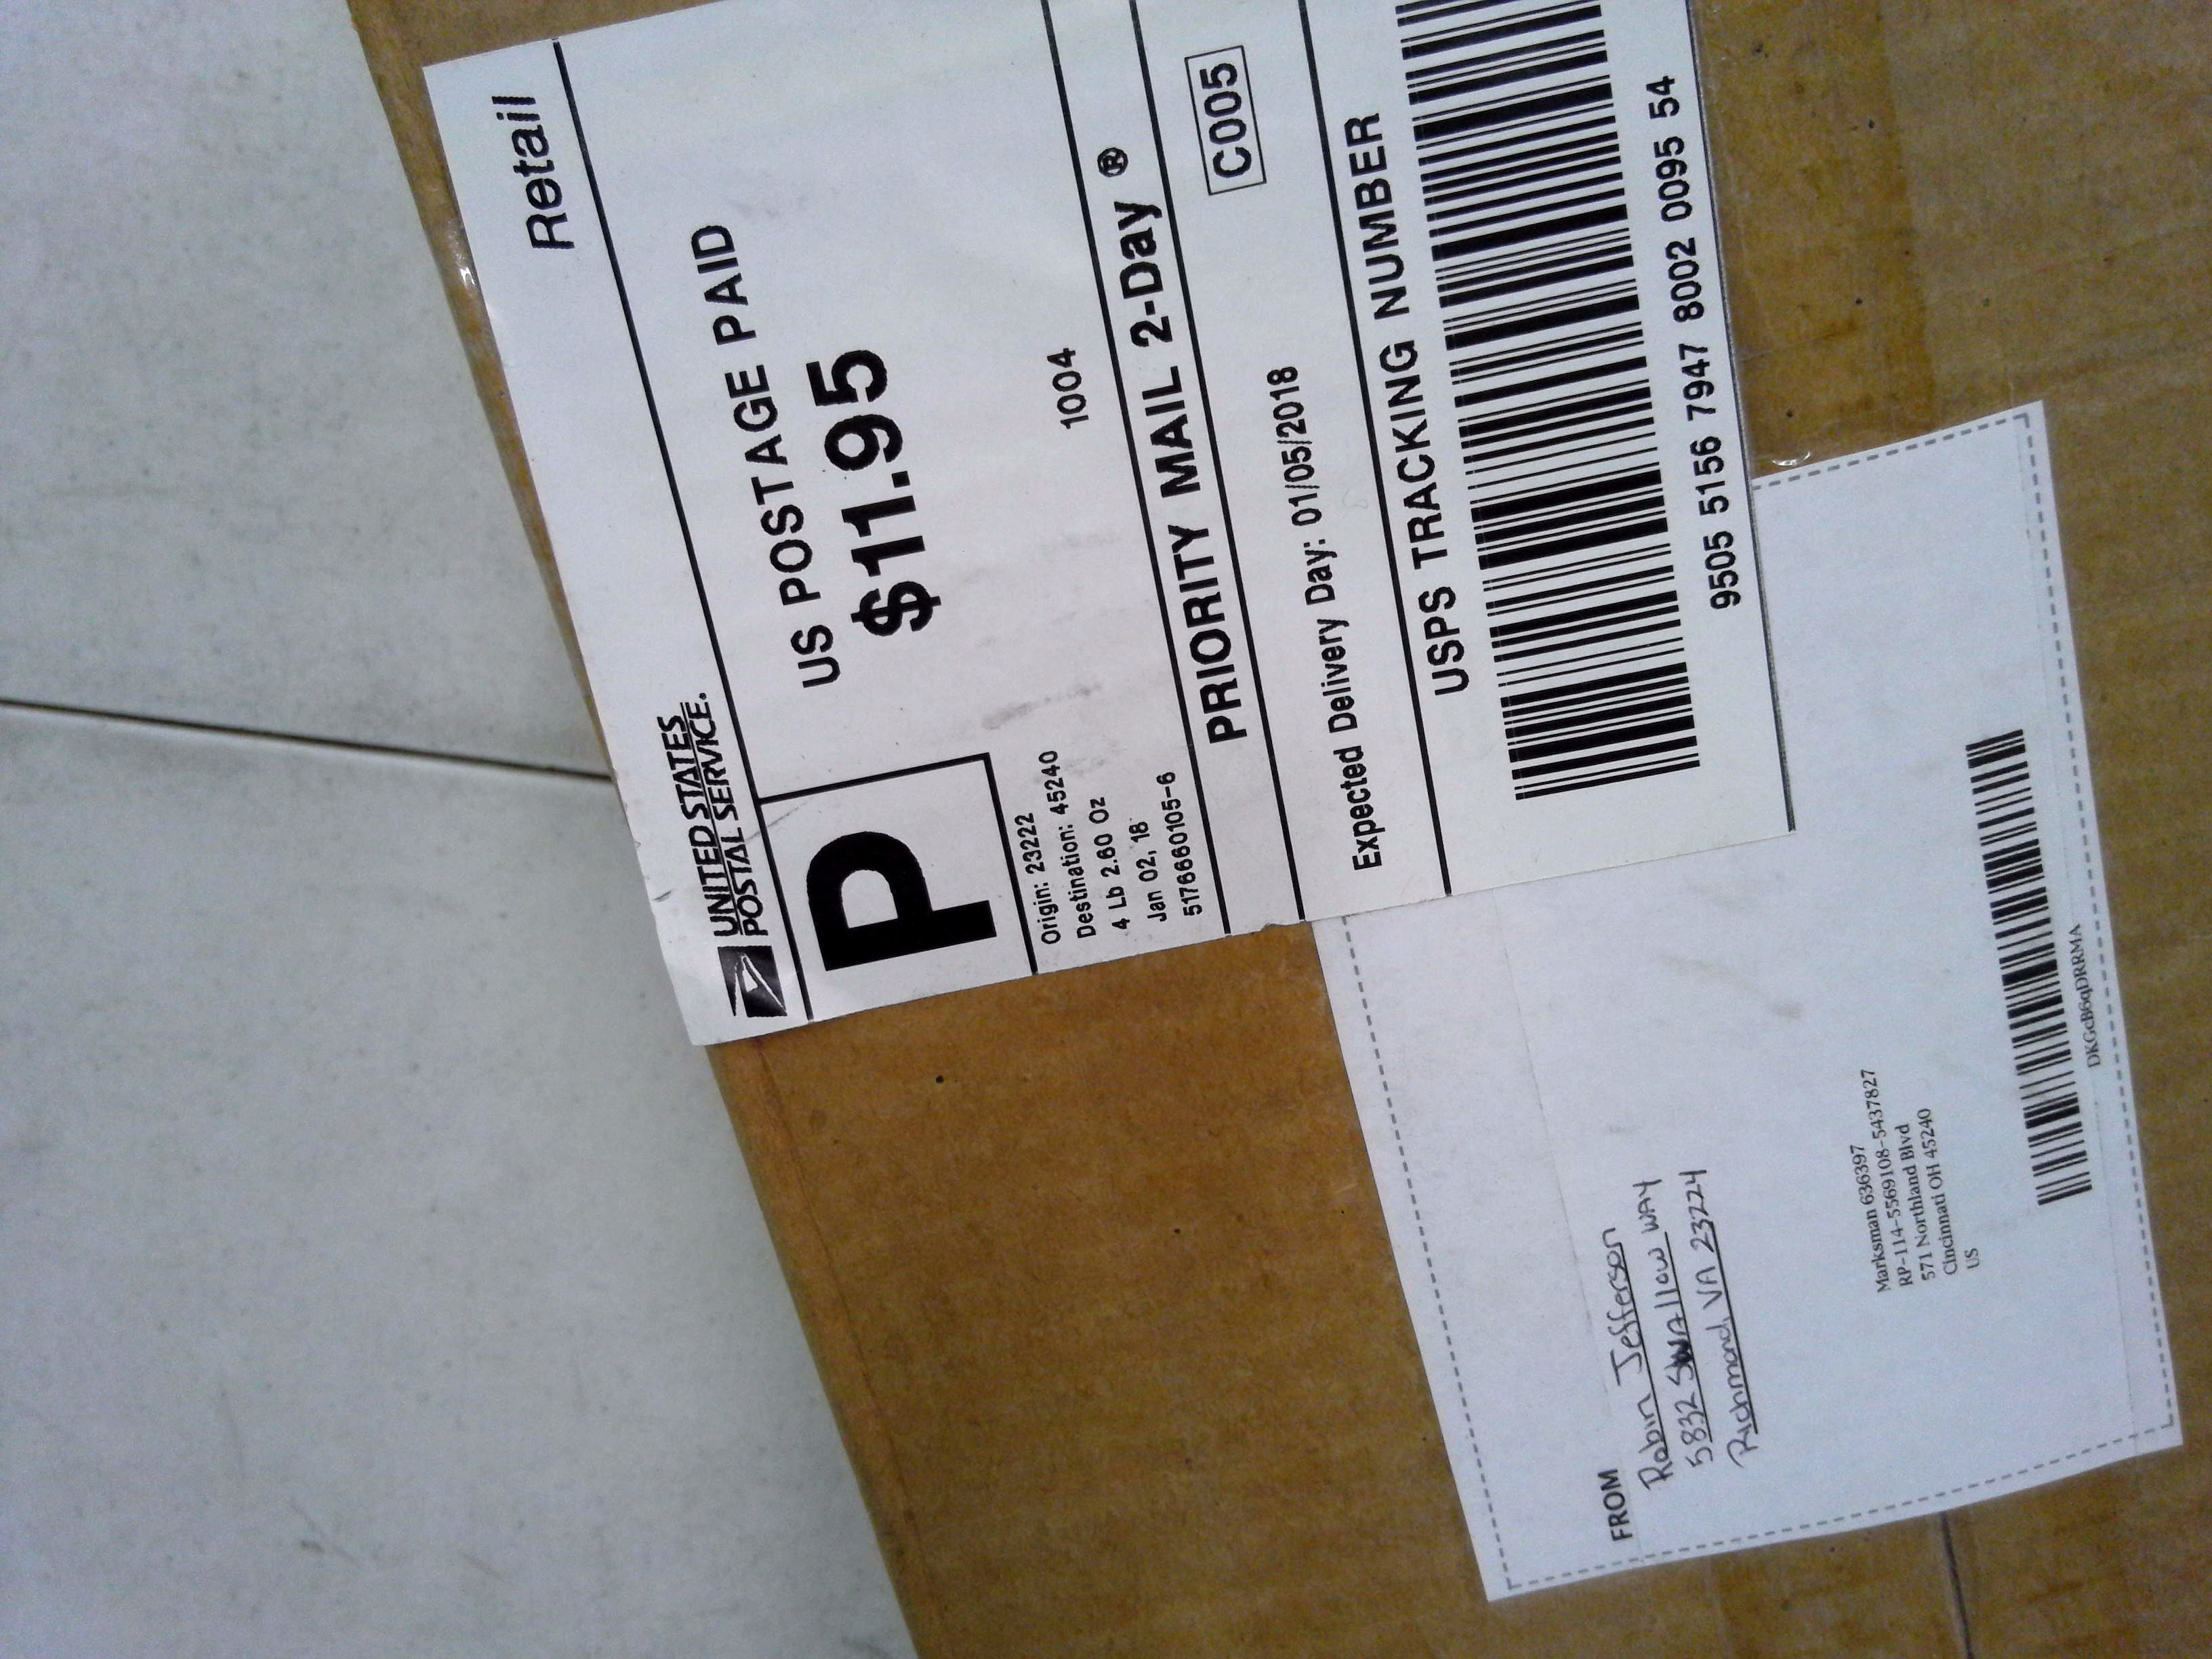 UNITED STATES
POSTAL SERVICE.
Retail
P
US POSTAGE PAID
$11.95
Origin: 23222
Destination: 45240
4 Lb 2.60 Oz
Jan 02, 18
5176660105-6
1004
PRIORITY MAIL 2-Day ®
Expected Delivery Day: 01/05/2018
C005
USPS TRACKING NUMBER
9505 5156 7947 8002 0095 54
FROM
Robin Jefferson
5832 SWAllow WAY
Richmond, VA 23224
Marksman 636397
RP-114-5569108-5437827
571 Northland Blvd
Cincinnati OH 45240
US
DKGcB6qDRRMA